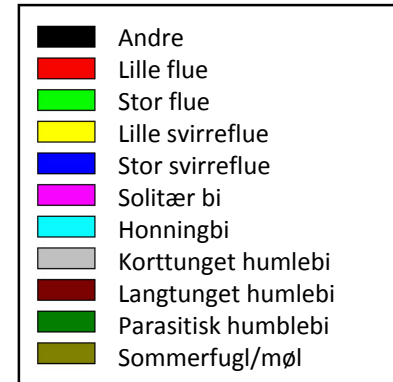 Andre
Lille flue
Stor flue
Lille svirreflue
Stor svirreflue
Solitær bi
Honningbi
Korttunget humlebi
Langtunget humlebi
Parasitisk humblebi
Sommerfugl/møl